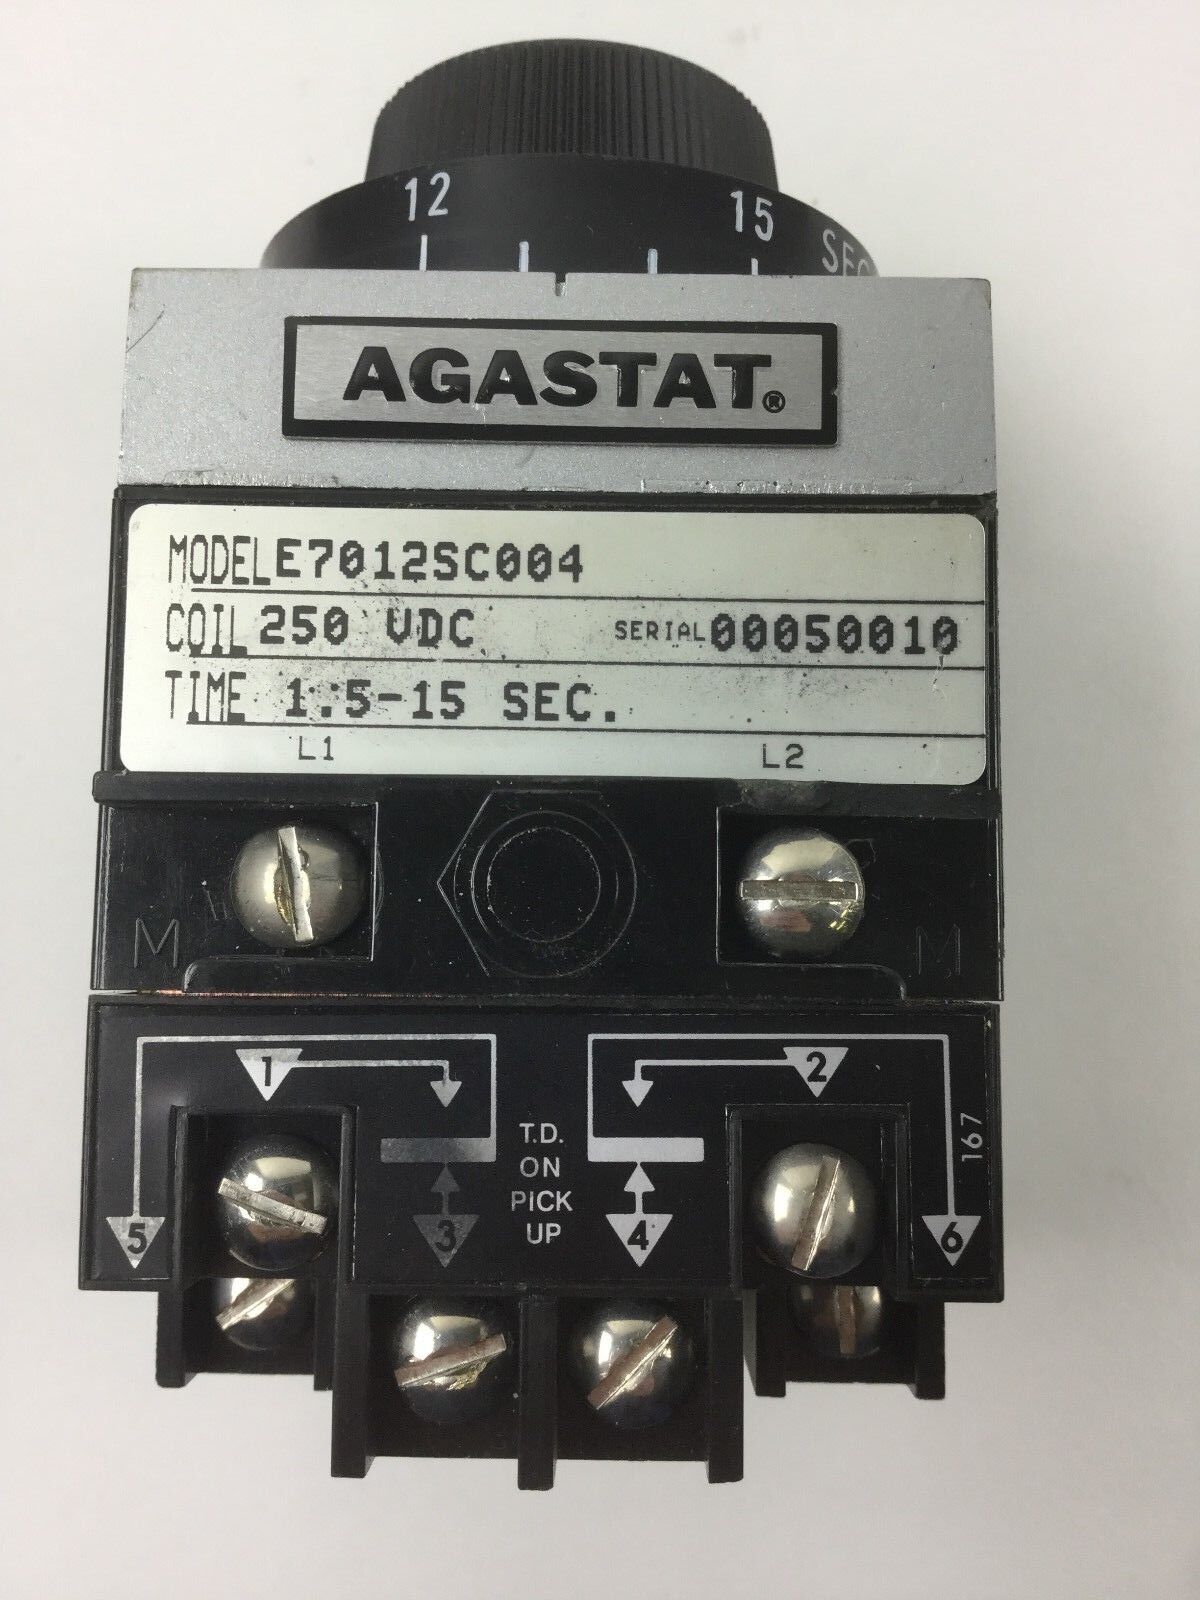 12 15 SEC
AGASTAT®
MODEL E7012SC004
COIL 250 VDC SERIAL 00050010
TIME 1.5-15 SEC.
L1 L2
M M
1 2
T.D.
ON
PICK
UP
5 3 4 6
167